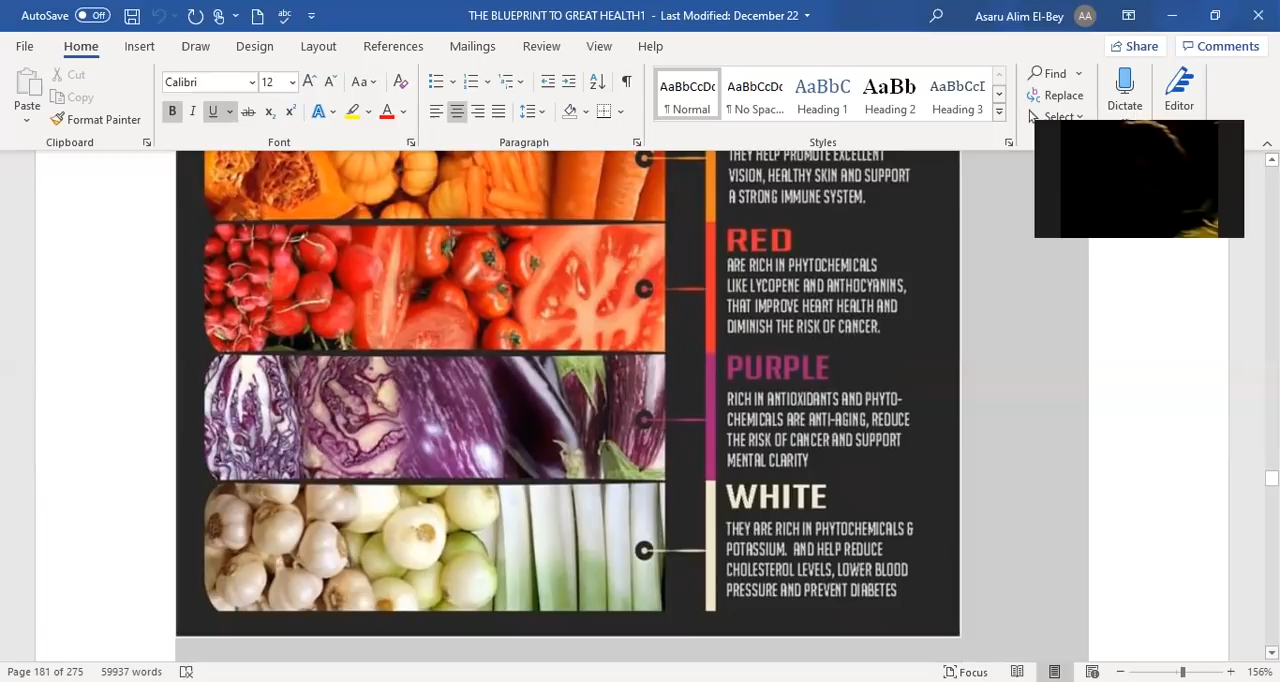 AutoSave Off
THE BLUEPRINT TO GREAT HEALTH1 - Last Modified: December 22
Asaru Alim El-Bey AA
File Home Insert Draw Design Layout References Mailings Review View Help
Share Comments
Paste
Cut
Copy
Format Painter
Calibri 12
AaBbCcDc AaBbCcDc AaBbC AaBb AaBbCcI
¶ Normal ¶ No Spac... Heading 1 Heading 2 Heading 3
Find
Replace
Select
Dictate
Editor
Clipboard Font Paragraph Styles
THEY HELP PROMOTE EXCELLENT
VISION, HEALTHY SKIN AND SUPPORT
A STRONG IMMUNE SYSTEM.
RED
ARE RICH IN PHYTOCHEMICALS
LIKE LYCOPENE AND ANTHOCYANINS,
THAT IMPROVE HEART HEALTH AND
DIMINISH THE RISK OF CANCER.
PURPLE
RICH IN ANTIOXIDANTS AND PHYTO-
CHEMICALS ARE ANTI-AGING, REDUCE
THE RISK OF CANCER AND SUPPORT
MENTAL CLARITY
WHITE
THEY ARE RICH IN PHYTOCHEMICALS &
POTASSIUM. AND HELP REDUCE
CHOLESTEROL LEVELS, LOWER BLOOD
PRESSURE AND PREVENT DIABETES
Page 181 of 275 59937 words
Focus
156%